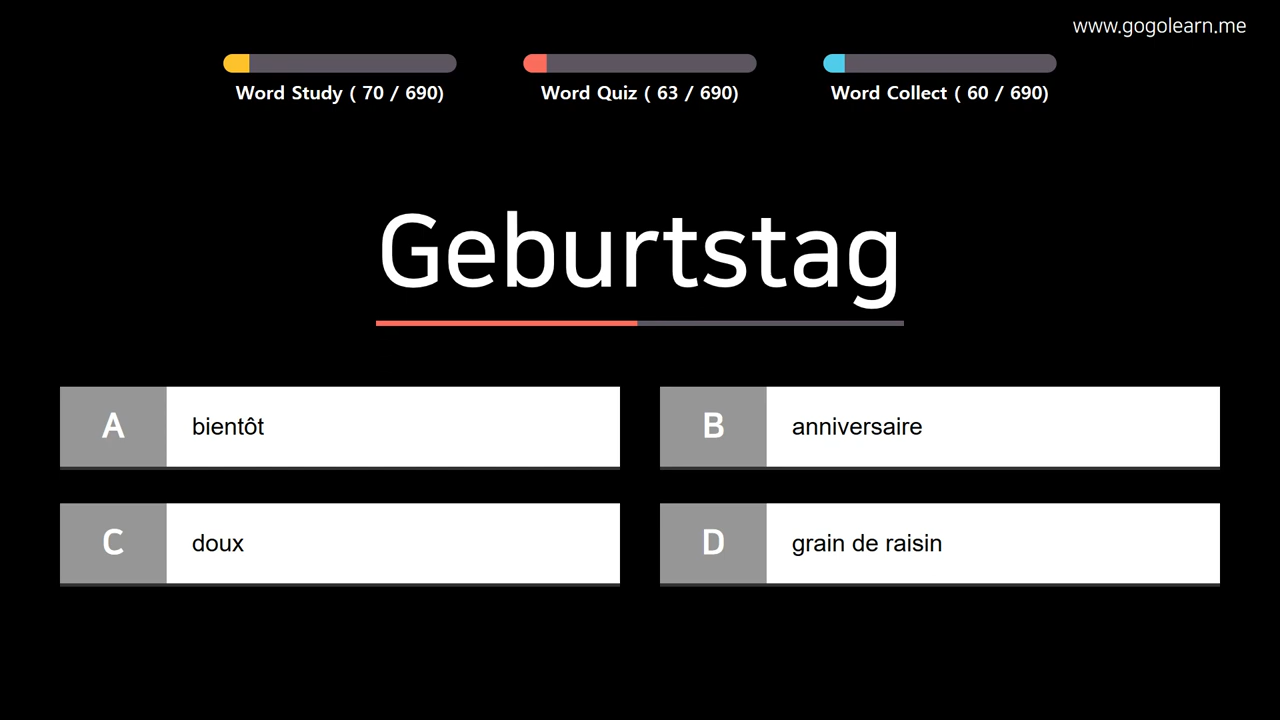 www.gogolearn.me
Word Study ( 70 / 690)
Word Quiz ( 63 / 690)
Word Collect ( 60 / 690)
Geburtstag
A bientôt
B anniversaire
C doux
D grain de raisin